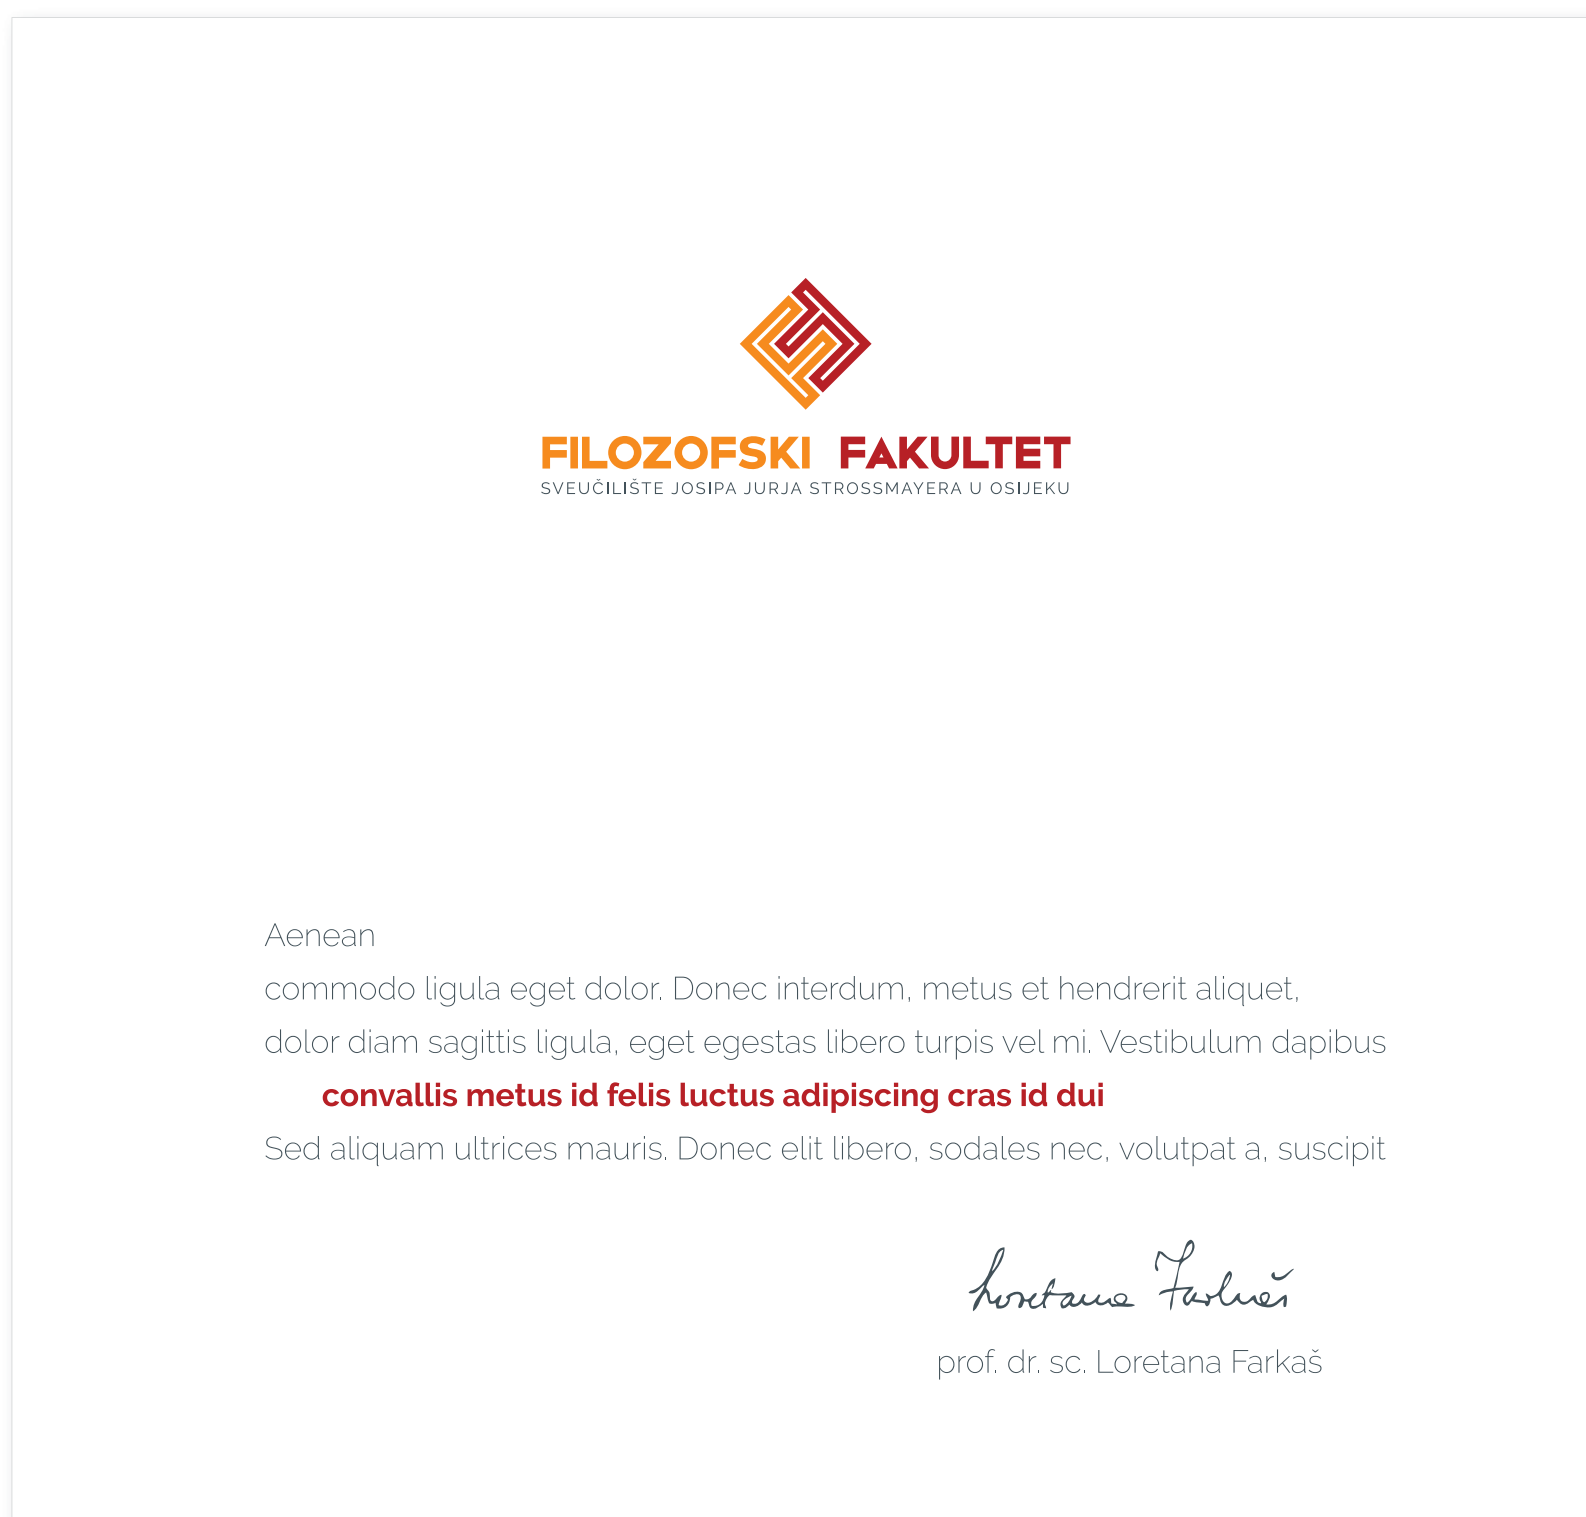 FILOZOFSKI FAKULTET
SVEUČILIŠTE JOSIPA JURJA STROSSMAYERA U OSIJEKU
Aenean
commodo ligula eget dolor. Donec interdum, metus et hendrerit aliquet,
dolor diam sagittis ligula, eget egestas libero turpis vel mi. Vestibulum dapibus
convallis metus id felis luctus adipiscing cras id dui
Sed aliquam ultrices mauris. Donec elit libero, sodales nec, volutpat a, suscipit
Loretana Farkaš
prof. dr. sc. Loretana Farkaš